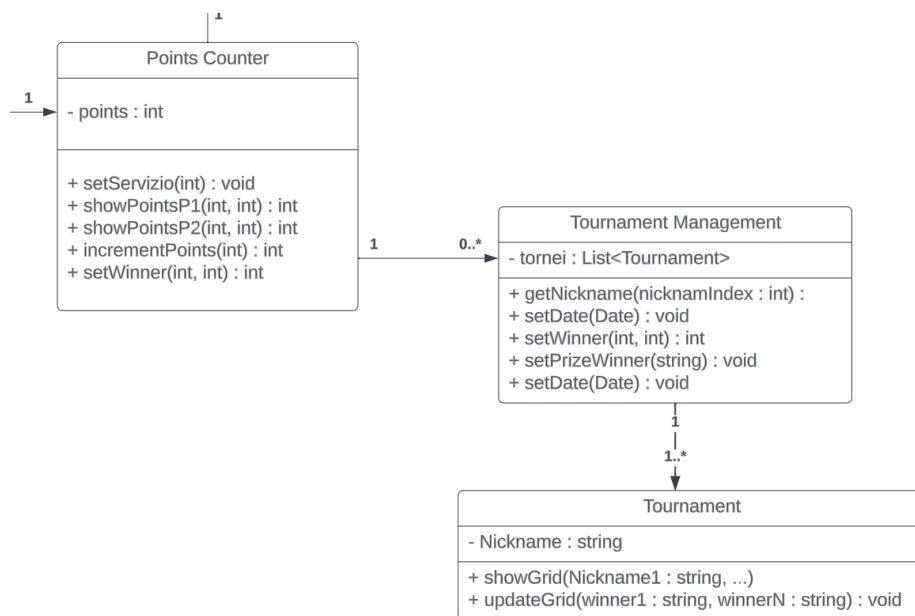 1
Points Counter
1
- points : int
+ setServizio(int) : void
+ showPointsP1(int, int) : int
+ showPointsP2(int, int) : int
+ incrementPoints(int) : int
+ setWinner(int, int) : int
1
0..*
Tournament Management
- tornei : List<Tournament>
+ getNickname(nicknamIndex : int) :
+ setDate(Date) : void
+ setWinner(int, int) : int
+ setPrizeWinner(string) : void
+ setDate(Date) : void
1
1..*
Tournament
- Nickname : string
+ showGrid(Nickname1 : string, ...)
+ updateGrid(winner1 : string, winnerN : string) : void